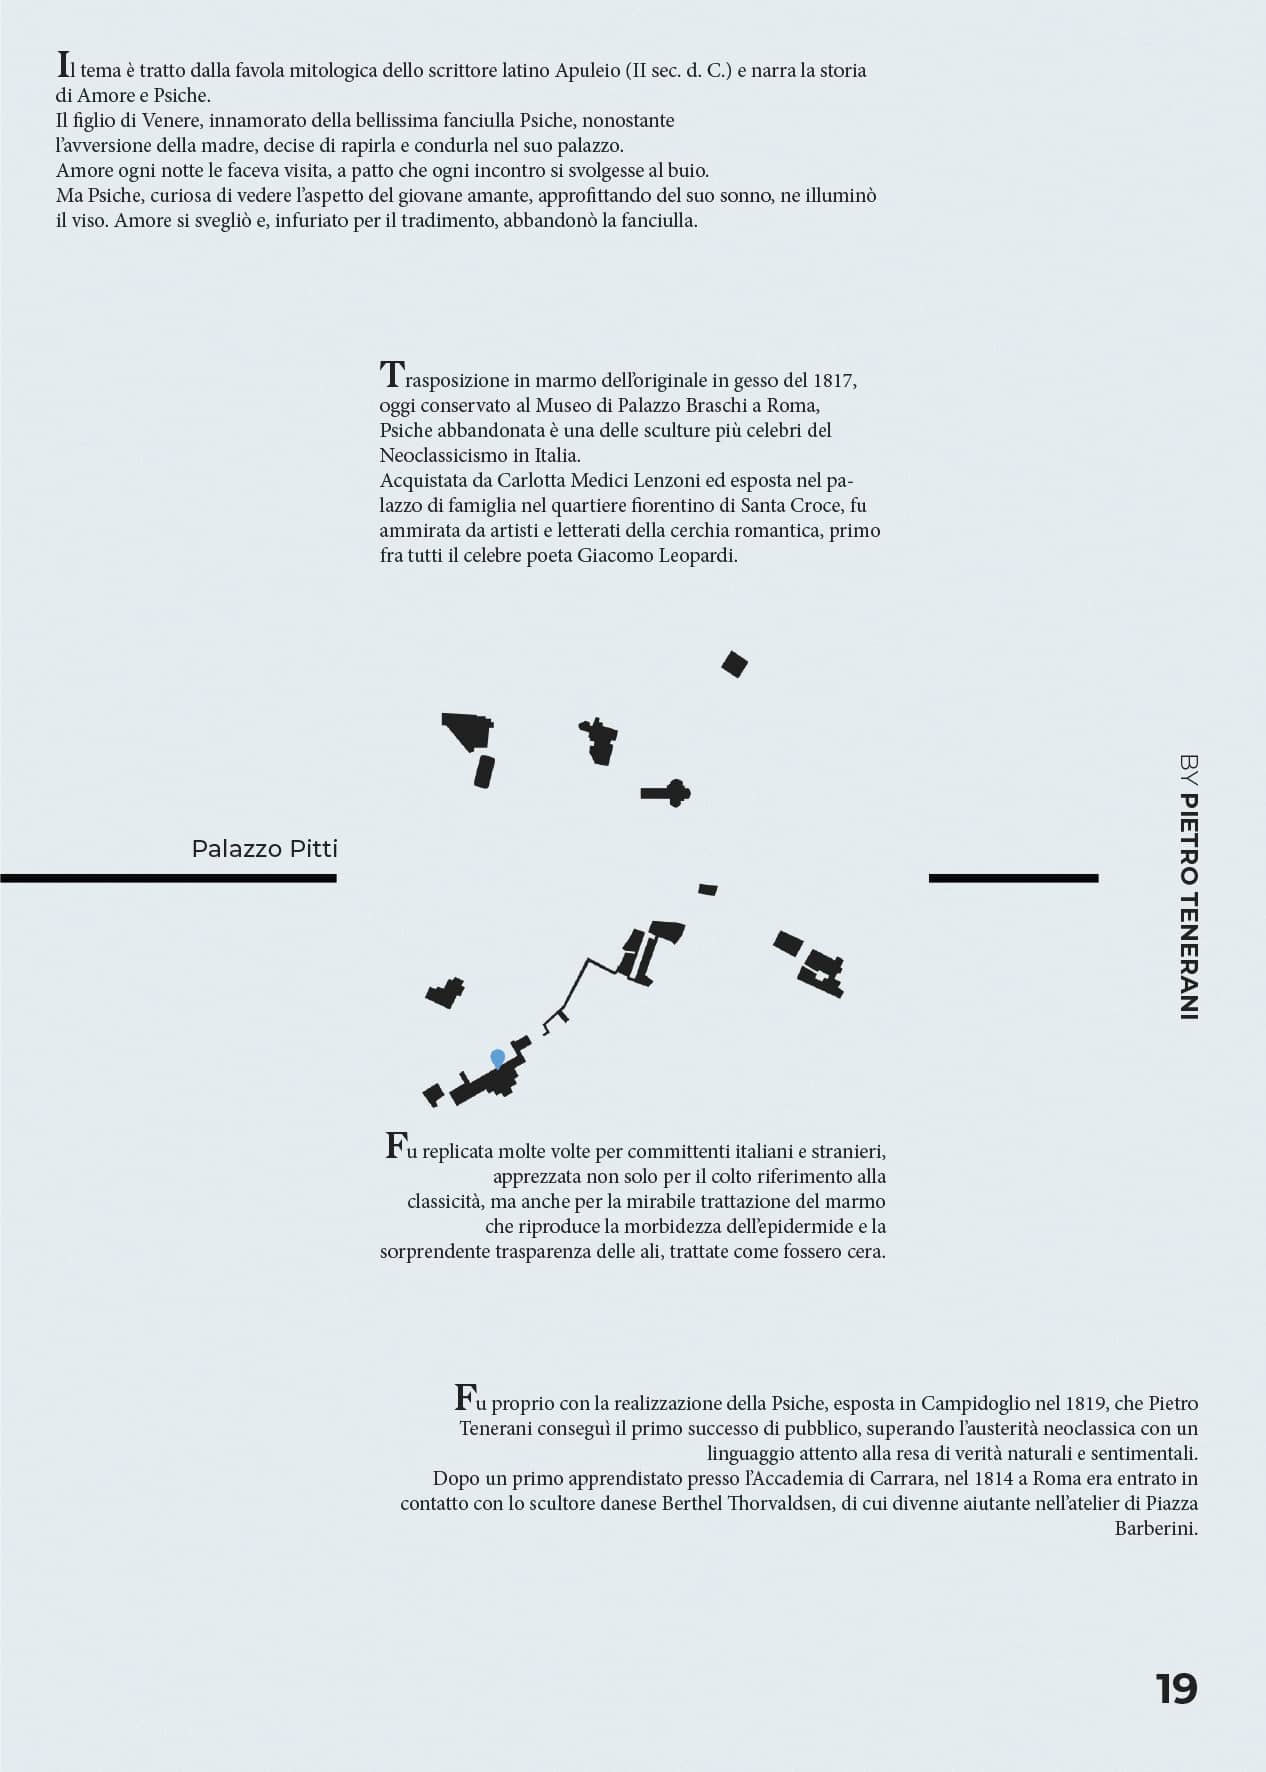 Il tema è tratto dalla favola mitologica dello scrittore latino Apuleio (II sec. d. C.) e narra la storia
di Amore e Psiche.
Il figlio di Venere, innamorato della bellissima fanciulla Psiche, nonostante
l'avversione della madre, decise di rapirla e condurla nel suo palazzo.
Amore ogni notte le faceva visita, a patto che ogni incontro si svolgesse al buio.
Ma Psiche, curiosa di vedere l'aspetto del giovane amante, approfittando del suo sonno, ne illuminò
il viso. Amore si svegliò e, infuriato per il tradimento, abbandonò la fanciulla.
Trasposizione in marmo dell'originale in gesso del 1817,
oggi conservato al Museo di Palazzo Braschi a Roma,
Psiche abbandonata è una delle sculture più celebri del
Neoclassicismo in Italia.
Acquistata da Carlotta Medici Lenzoni ed esposta nel pa-
lazzo di famiglia nel quartiere fiorentino di Santa Croce, fu
ammirata da artisti e letterati della cerchia romantica, primo
fra tutti il celebre poeta Giacomo Leopardi.
Palazzo Pitti
BY PIETRO TENERANI
Fu replicata molte volte per committenti italiani e stranieri,
apprezzata non solo per il colto riferimento alla
classicità, ma anche per la mirabile trattazione del marmo
che riproduce la morbidezza dell'epidermide e la
sorprendente trasparenza delle ali, trattate come fossero cera.
Fu proprio con la realizzazione della Psiche, esposta in Campidoglio nel 1819, che Pietro
Tenerani conseguì il primo successo di pubblico, superando l'austerità neoclassica con un
linguaggio attento alla resa di verità naturali e sentimentali.
Dopo un primo apprendistato presso l'Accademia di Carrara, nel 1814 a Roma era entrato in
contatto con lo scultore danese Berthel Thorvaldsen, di cui divenne aiutante nell'atelier di Piazza
Barberini.
19